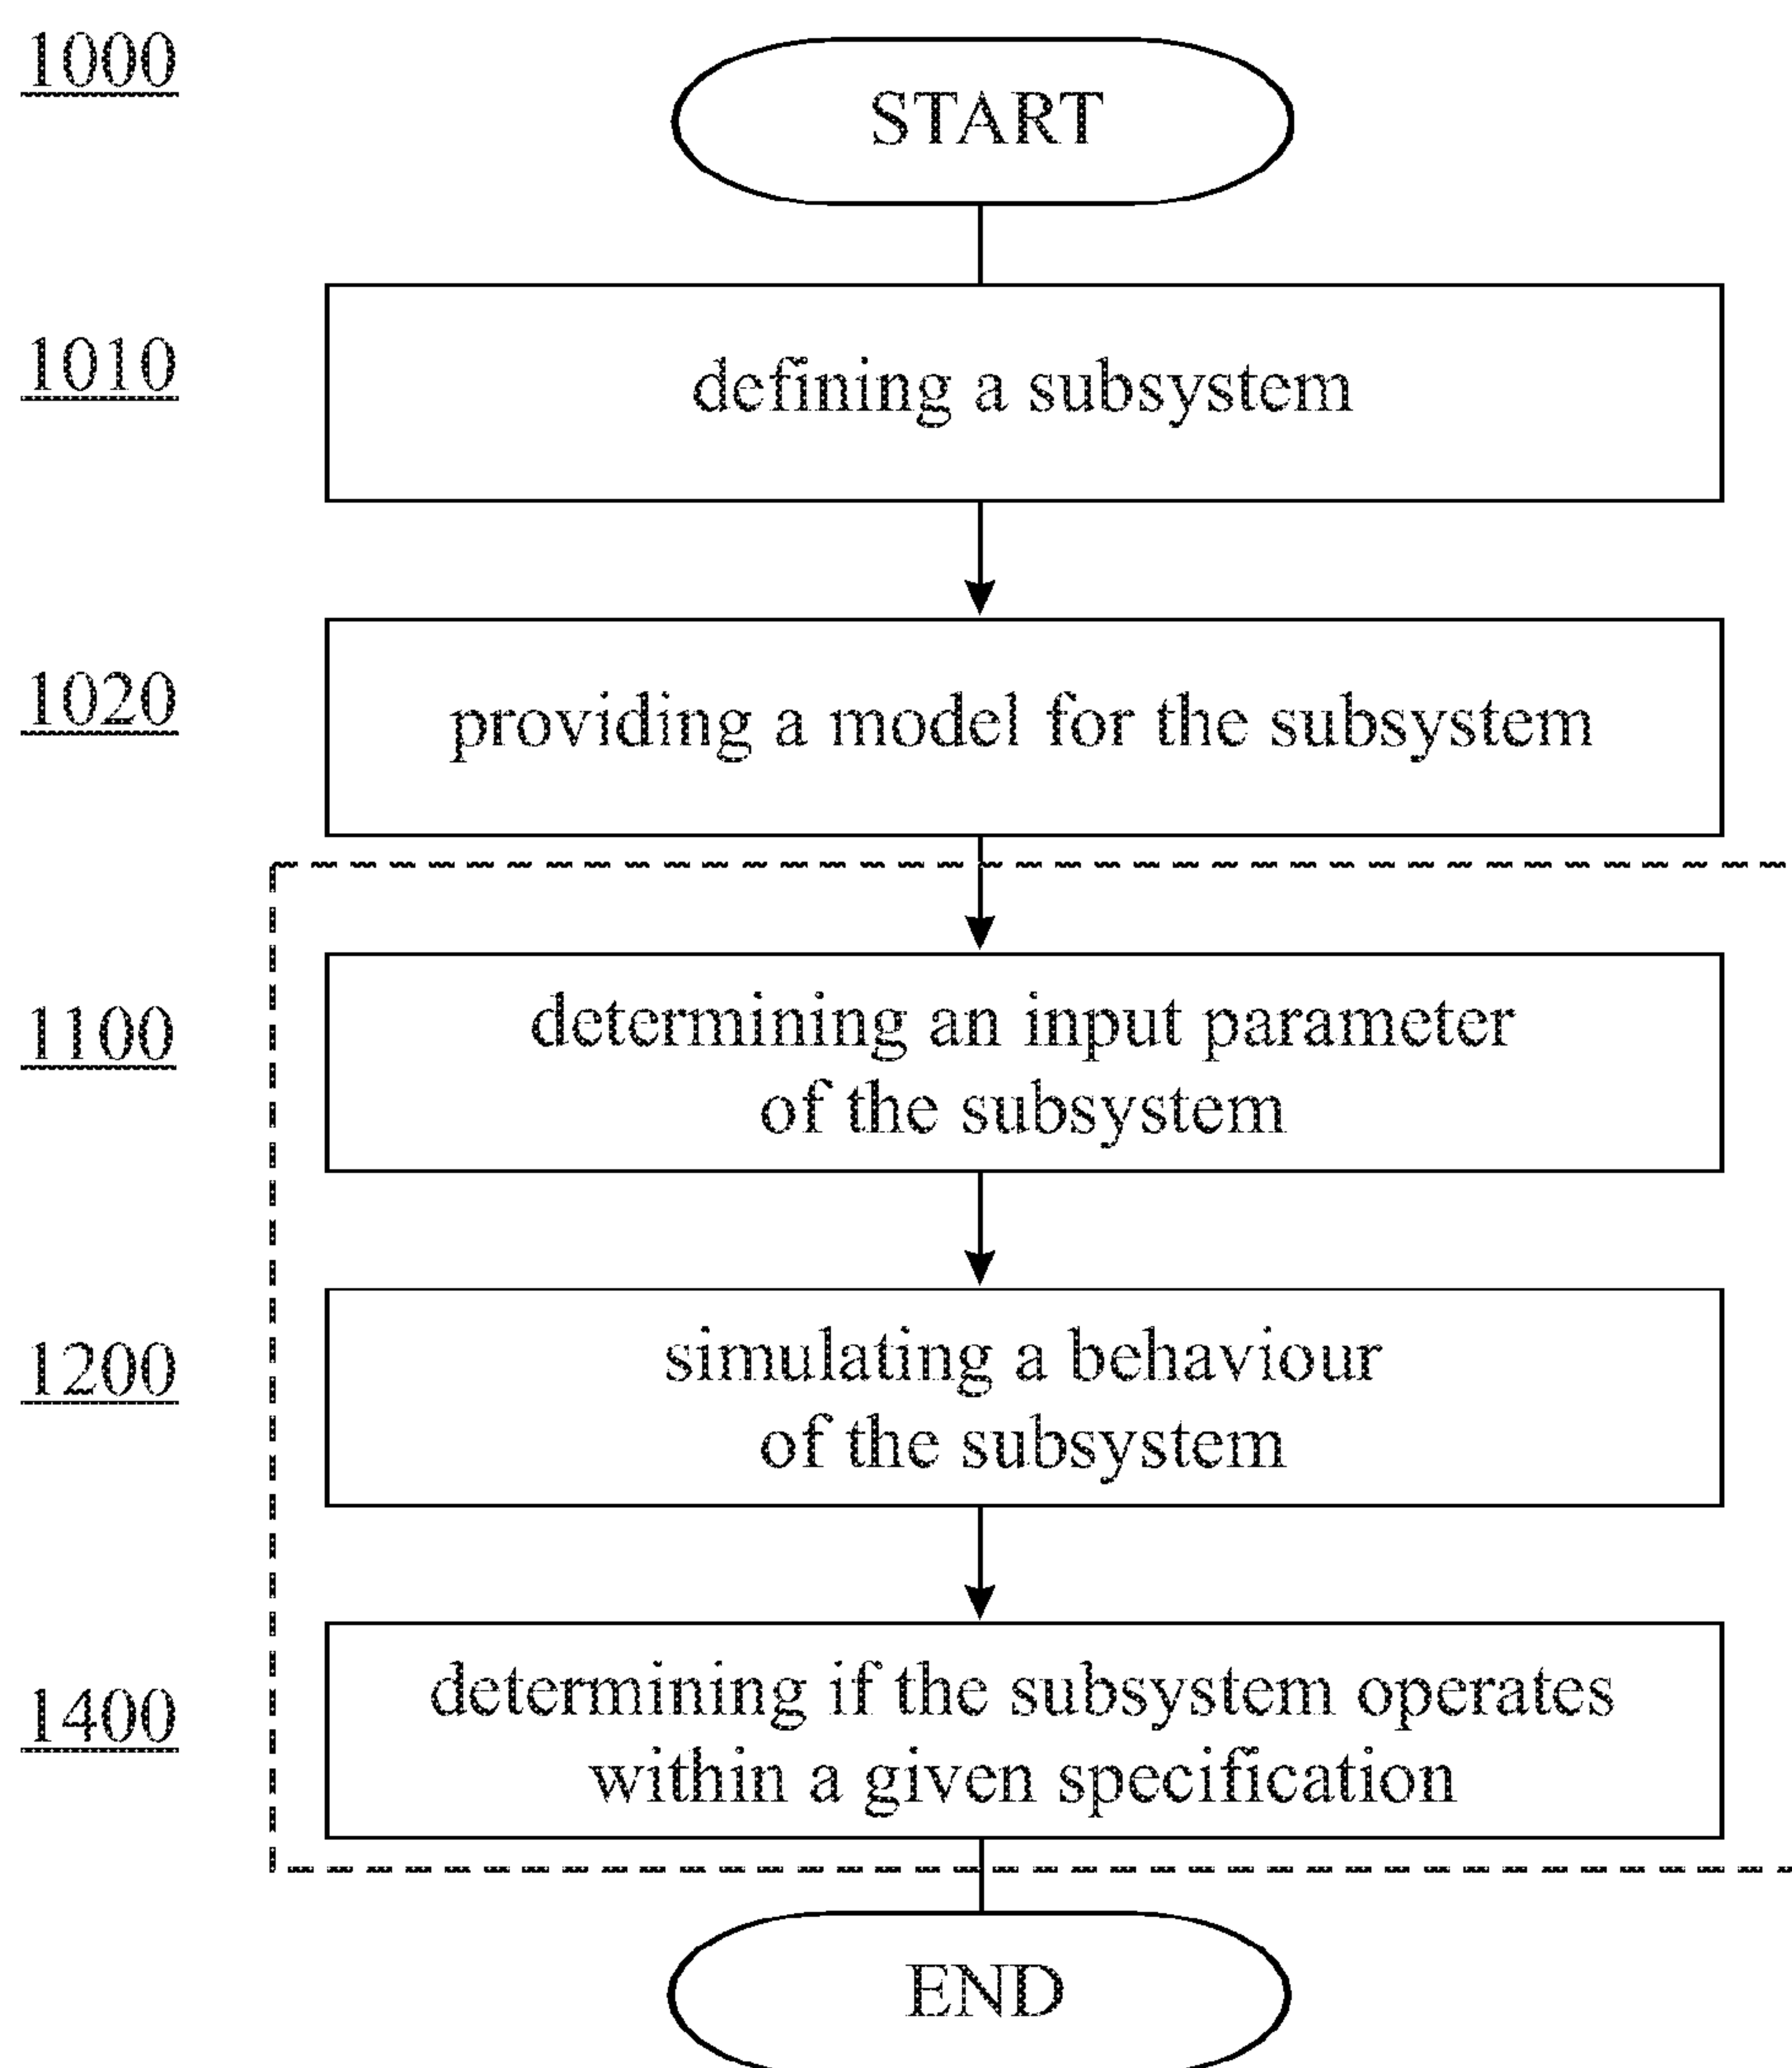 1000
START
1010
defining a subsystem
1020
providing a model for the subsystem
1100
determining an input parameter
of the subsystem
1200
simulating a behaviour
of the subsystem
1400
determining if the subsystem operates
within a given specification
END